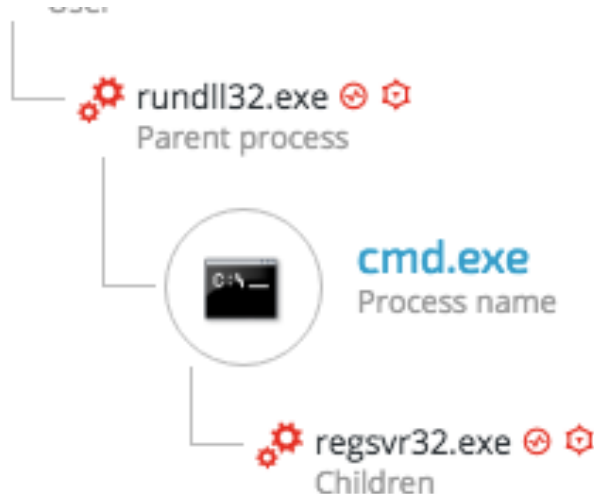 rundll32.exe
Parent process
C:\
cmd.exe
Process name
regsvr32.exe
Children